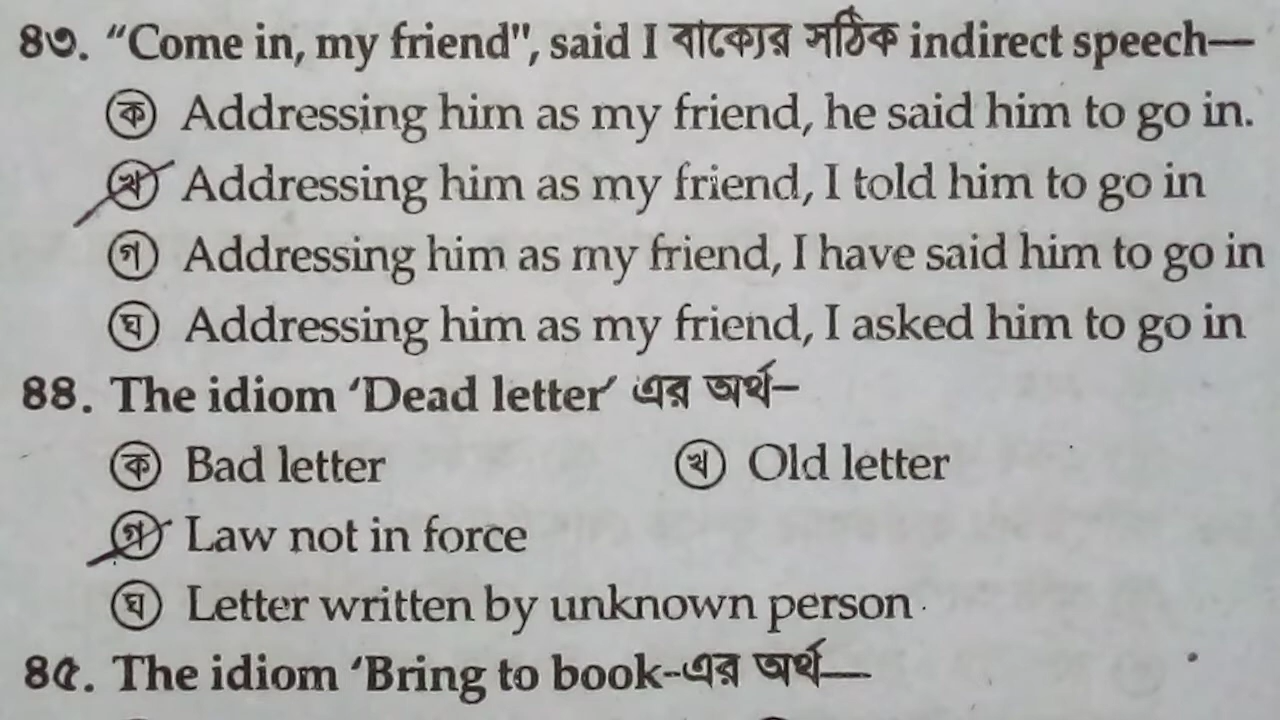 ৪৩. “Come in, my friend", said I বাক্যের সঠিক indirect speech—
ক Addressing him as my friend, he said him to go in.
খ Addressing him as my friend, I told him to go in
গ Addressing him as my friend, I have said him to go in
ঘ Addressing him as my friend, I asked him to go in
৪৪. The idiom ‘Dead letter’ এর অর্থ–
ক Bad letter খ Old letter
গ Law not in force
ঘ Letter written by unknown person
৪৫. The idiom ‘Bring to book-এর অর্থ—